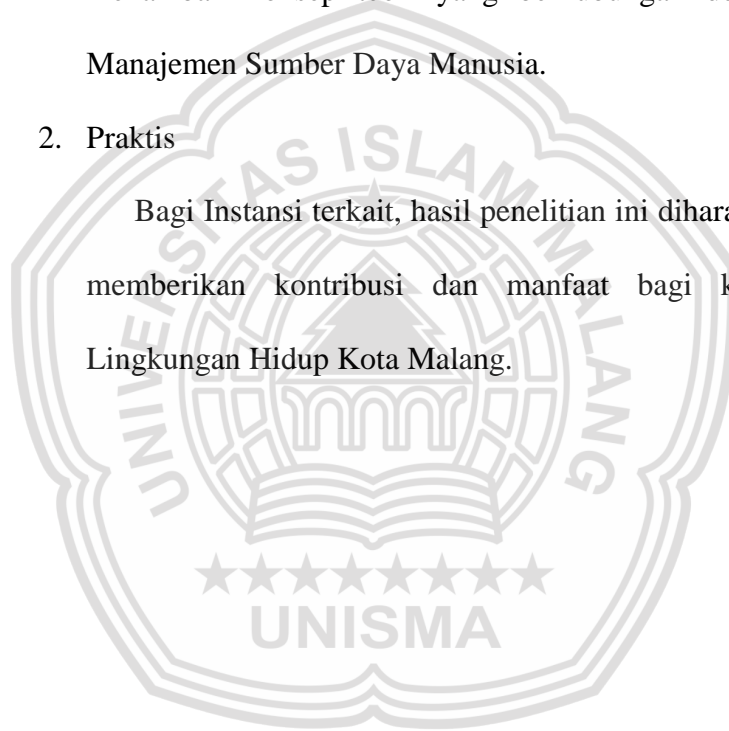 yang
Manajemen Sumber Daya Manusia.
2. Praktis
Bagi Instansi terkait, hasil penelitian ini
memberikan kontribusi dan manfaat bagi
Lingkungan Hidup Kota Malang.
UNIVERSITAS ISLAM MALANG
UNISMA